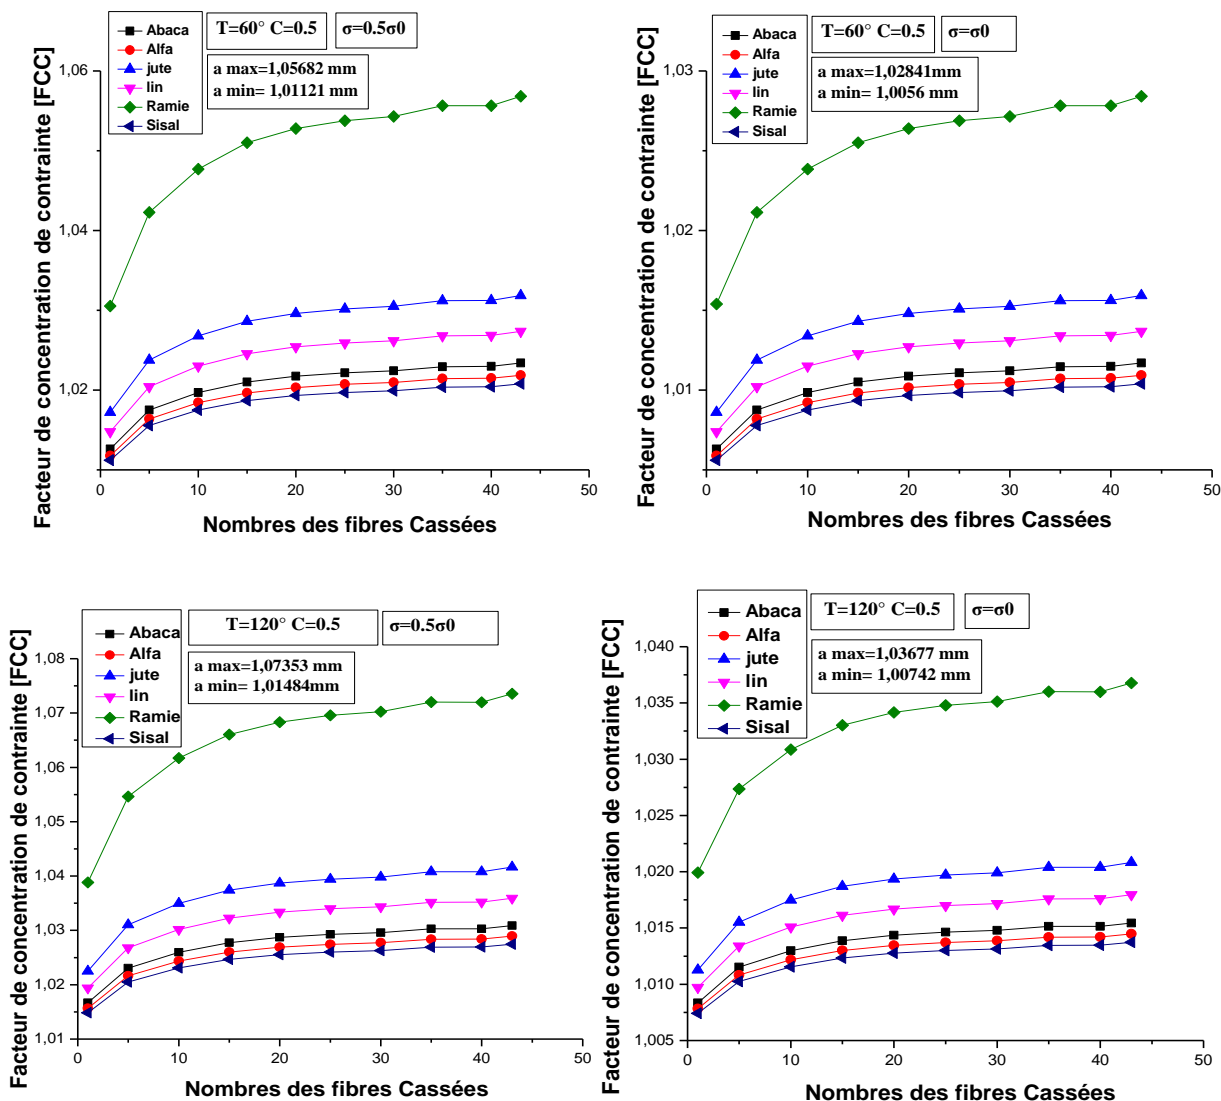 Abaca
Alfa
jute
lin
Ramie
Sisal
T=60° C=0.5
σ=0.5σ0
a max=1,05682 mm
a min= 1,01121 mm
1,06
1,04
1,02
0 10 20 30 40 50
Facteur de concentration de contrainte [FCC]
Nombres des fibres Cassées
Abaca
Alfa
jute
lin
Ramie
Sisal
T=60° C=0.5
σ=σ0
a max=1,02841mm
a min= 1,0056 mm
1,03
1,02
1,01
0 10 20 30 40 50
Facteur de concentration de contrainte [FCC]
Nombres des fibres Cassées
Abaca
Alfa
jute
lin
Ramie
Sisal
T=120° C=0.5
σ=0.5σ0
a max=1,07353 mm
a min= 1,01484mm
1,08
1,07
1,06
1,05
1,04
1,03
1,02
1,01
0 10 20 30 40 50
Facteur de concentration de contrainte [FCC]
Nombres des fibres Cassées
Abaca
Alfa
jute
lin
Ramie
Sisal
T=120° C=0.5
σ=σ0
a max=1,03677 mm
a min= 1,00742 mm
1,040
1,035
1,030
1,025
1,020
1,015
1,010
1,005
0 10 20 30 40 50
Facteur de concentration de contrainte [FCC]
Nombres des fibres Cassées